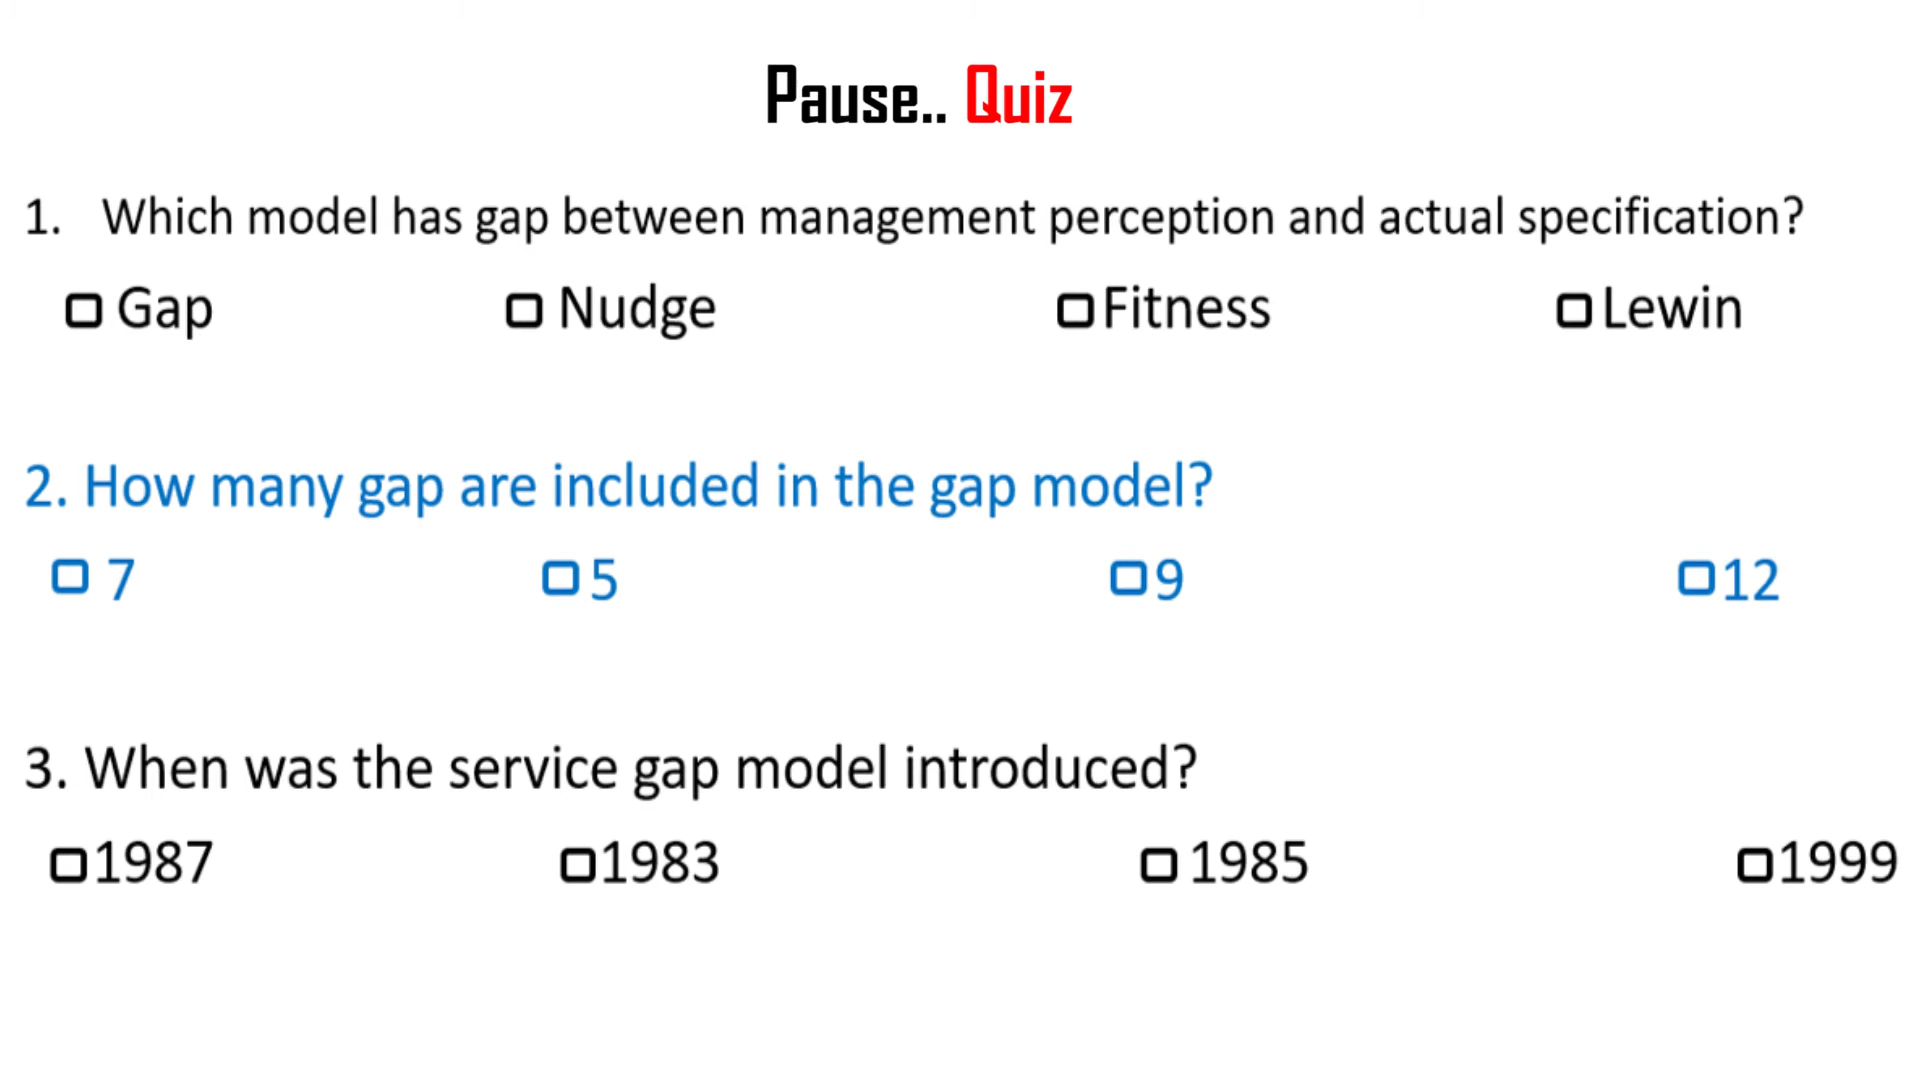 Pause.. Quiz
1. Which model has gap between management perception and actual specification?
Gap Nudge Fitness Lewin
2. How many gap are included in the gap model?
7 5 9 12
3. When was the service gap model introduced?
1987 1983 1985 1999